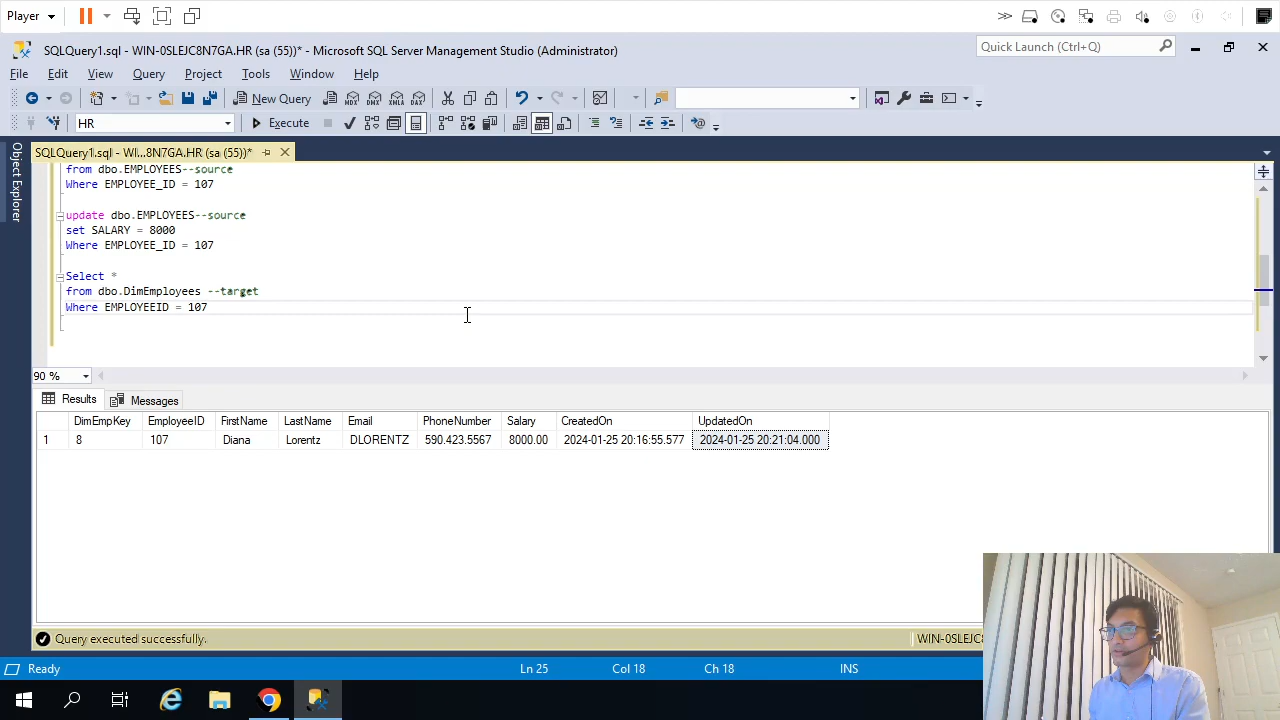 Player
SQLQuery1.sql - WIN-0SLEJC8N7GA.HR (sa (55))* - Microsoft SQL Server Management Studio (Administrator)
Quick Launch (Ctrl+Q)
File Edit View Query Project Tools Window Help
New Query
HR Execute
SQLQuery1.sql - WI...8N7GA.HR (sa (55))*
Object Explorer
from dbo.EMPLOYEES--source
Where EMPLOYEE_ID = 107
update dbo.EMPLOYEES--source
set SALARY = 8000
Where EMPLOYEE_ID = 107
Select *
from dbo.DimEmployees --target
Where EMPLOYEEID = 107
90 %
Results Messages
DimEmpKey EmployeeID FirstName LastName Email PhoneNumber Salary CreatedOn UpdatedOn
1 8 107 Diana Lorentz DLORENTZ 590.423.5567 8000.00 2024-01-25 20:16:55.577 2024-01-25 20:21:04.000
Query executed successfully. WIN-0SLEJC8
Ready Ln 25 Col 18 Ch 18 INS